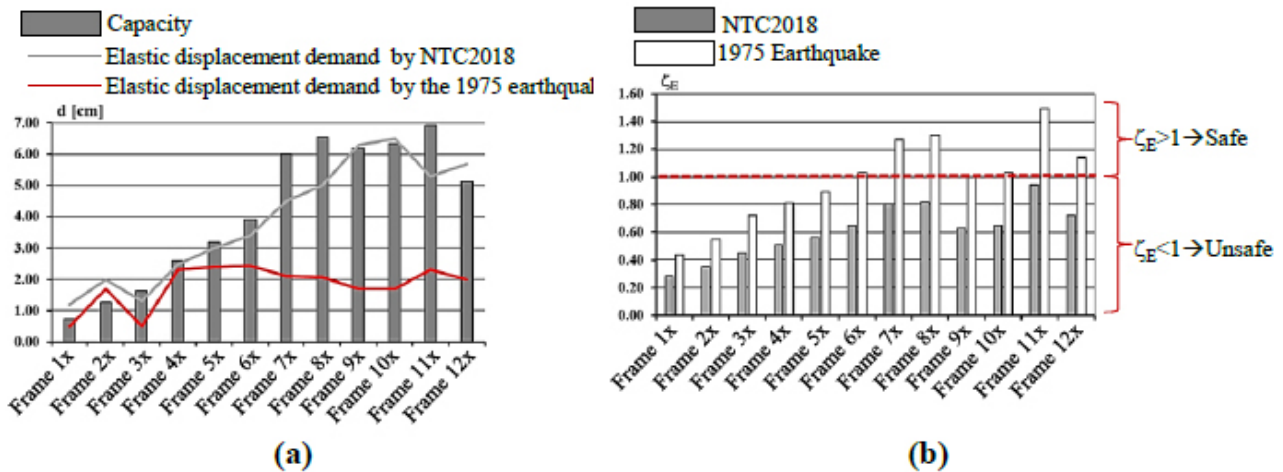 Capacity
Elastic displacement demand by NTC2018
Elastic displacement demand by the 1975 earthqual
d [cm]
7.00
6.00
5.00
4.00
3.00
2.00
1.00
0.00
Frame 1x
Frame 2x
Frame 3x
Frame 4x
Frame 5x
Frame 6x
Frame 7x
Frame 8x
Frame 9x
Frame 10x
Frame 11x
Frame 12x
(a)
NTC2018
1975 Earthquake
ζE
1.60
1.40
1.20
1.00
0.80
0.60
0.40
0.20
0.00
Frame 1x
Frame 2x
Frame 3x
Frame 4x
Frame 5x
Frame 6x
Frame 7x
Frame 8x
Frame 9x
Frame 10x
Frame 11x
Frame 12x
ζE>1→Safe
ζE<1→Unsafe
(b)